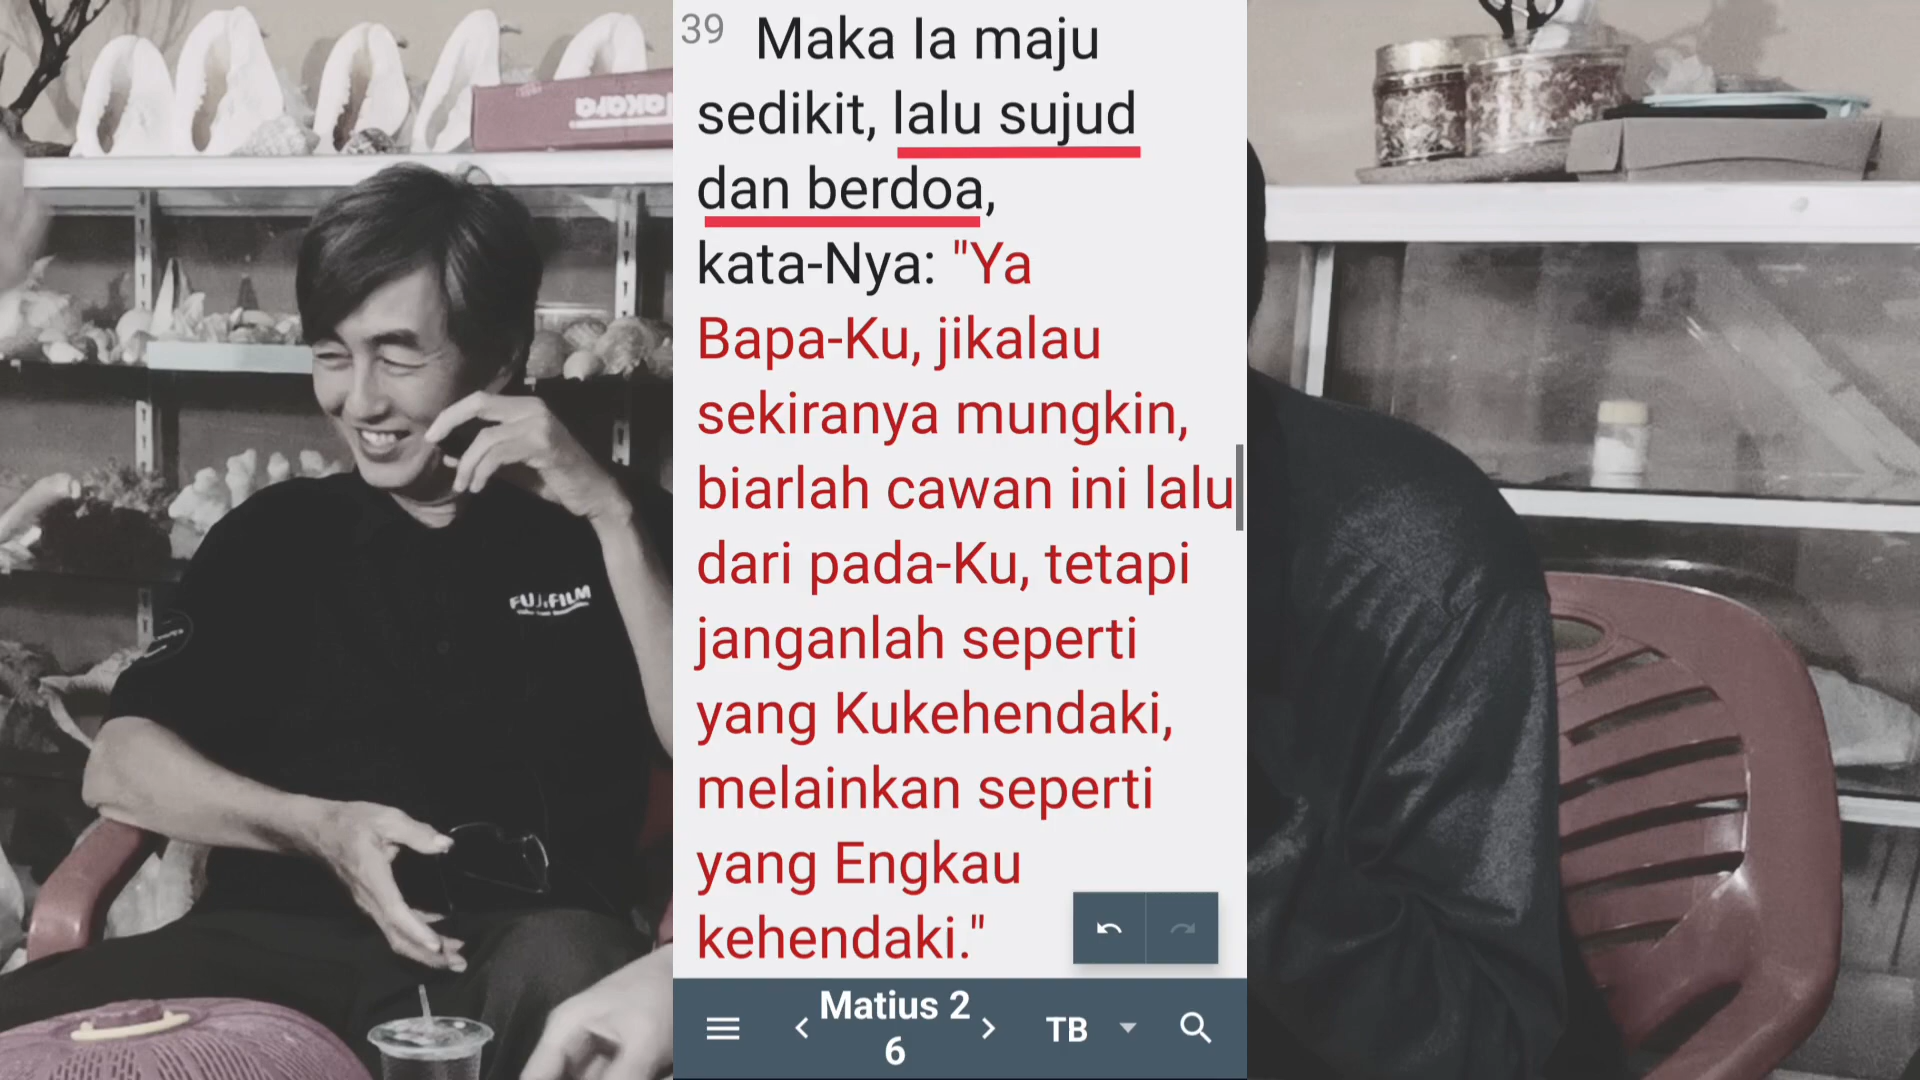 39 Maka Ia maju
sedikit, lalu sujud
dan berdoa,
kata-Nya: "Ya
Bapa-Ku, jikalau
sekiranya mungkin,
biarlah cawan ini lalu
dari pada-Ku, tetapi
janganlah seperti
yang Kukehendaki,
melainkan seperti
yang Engkau
kehendaki."
Matius 2
6
TB
FUJIFILM